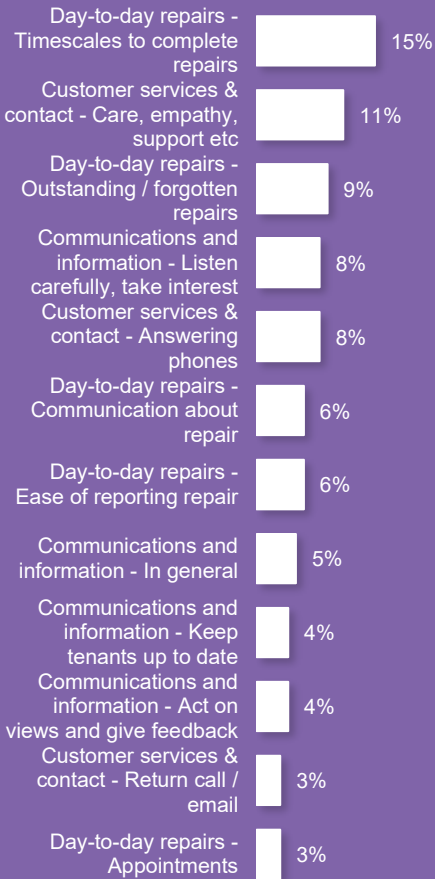 Day-to-day repairs -
Timescales to complete
repairs
15%
Customer services &
contact - Care, empathy,
support etc
11%
Day-to-day repairs -
Outstanding / forgotten
repairs
9%
Communications and
information - Listen
carefully, take interest
8%
Customer services &
contact - Answering
phones
8%
Day-to-day repairs -
Communication about
repair
6%
Day-to-day repairs -
Ease of reporting repair
6%
Communications and
information - In general
5%
Communications and
information - Keep
tenants up to date
4%
Communications and
information - Act on
views and give feedback
4%
Customer services &
contact - Return call /
email
3%
Day-to-day repairs -
Appointments
3%